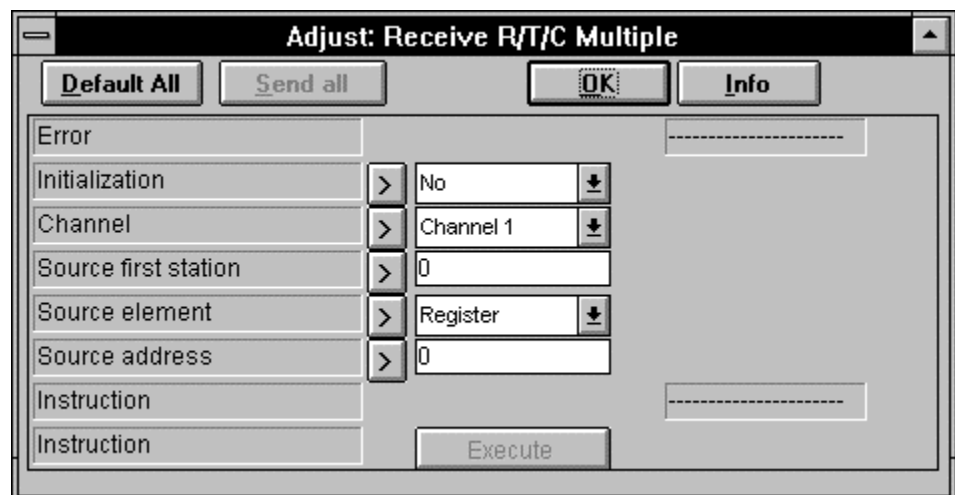 Adjust: Receive R/T/C Multiple
Default All Send all OK Info
Error ---------------------
Initialization > No
Channel > Channel 1
Source first station > 0
Source element > Register
Source address > 0
Instruction ---------------------
Instruction Execute